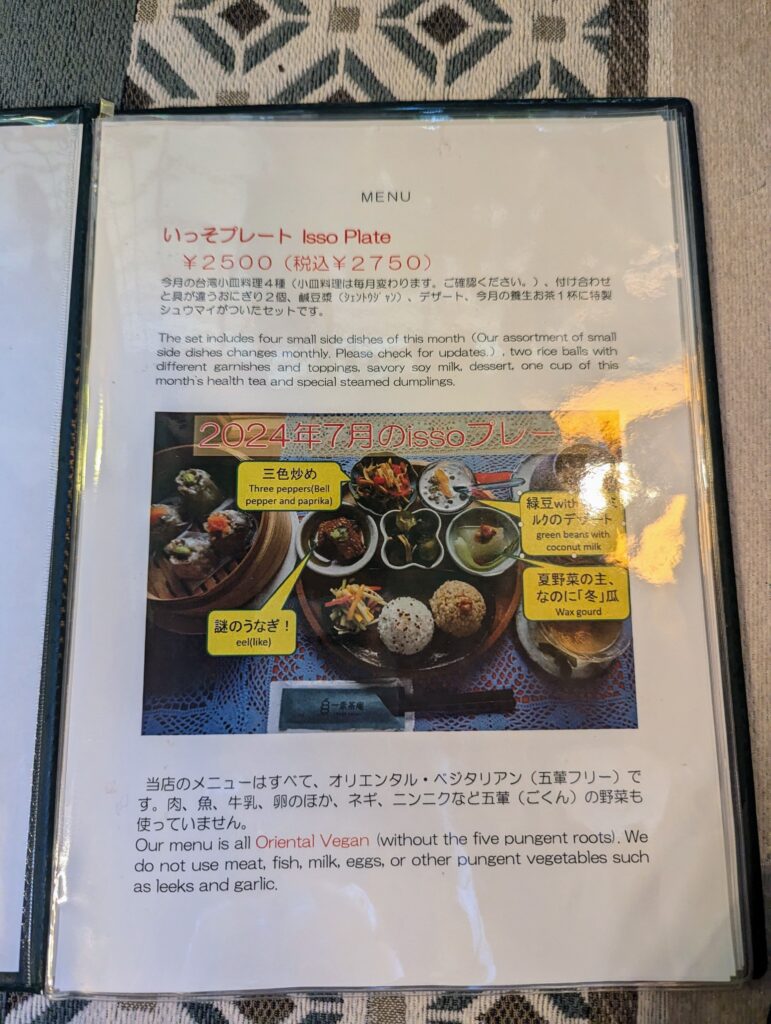 MENU
いっそプレート Isso Plate
￥２５００（税込￥２７５０）
今月の台湾小皿料理４種（小皿料理は毎月変わります。ご確認ください。）、付け合わせ
と具が違うおにぎり２個、鹹豆漿（ｼｪﾝﾄｳｼﾞｬﾝ）、デザート、今月の養生お茶１杯に特製
シュウマイがついたセットです。
The set includes four small side dishes of this month (Our assortment of small
side dishes changes monthly. Please check for updates.) , two rice balls with
different garnishes and toppings, savory soy milk, dessert, one cup of this
month's health tea and special steamed dumplings.
2024年7月のissoプレー
三色炒め
Three peppers(Bell
pepper and paprika)
緑豆with
ﾙｸのデザート
green beans with
coconut milk
夏野菜の主、
なのに「冬」瓜
Wax gourd
謎のうなぎ！
eel(like)
一素茶庵
当店のメニューはすべて、オリエンタル・ベジタリアン（五葷フリー）で
す。肉、魚、牛乳、卵のほか、ネギ、ニンニクなど五葷（ごくん）の野菜も
使っていません。
Our menu is all Oriental Vegan (without the five pungent roots). We
do not use meat, fish, milk, eggs, or other pungent vegetables such
as leeks and garlic.